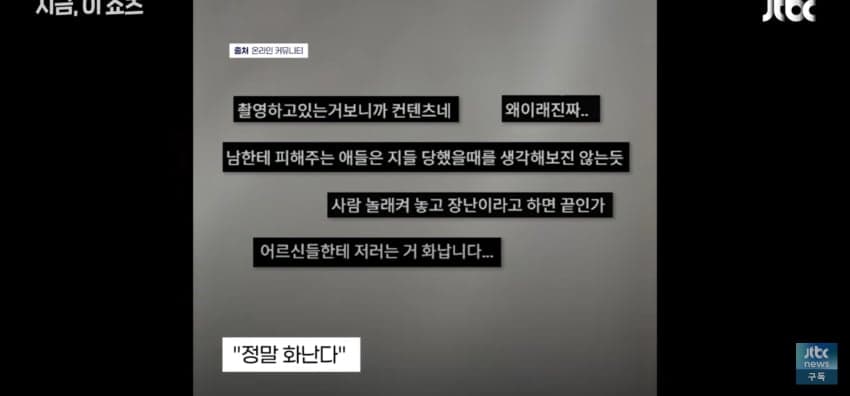 지금, 이 쇼츠
jtbc
출처 온라인 커뮤니티
촬영하고있는거보니까 컨텐츠네
왜이래진짜..
남한테 피해주는 애들은 지들 당했을때를 생각해보진 않는듯
사람 놀래켜 놓고 장난이라고 하면 끝인가
어르신들한테 저러는 거 화납니다...
"정말 화난다"
jtbc
news
구독